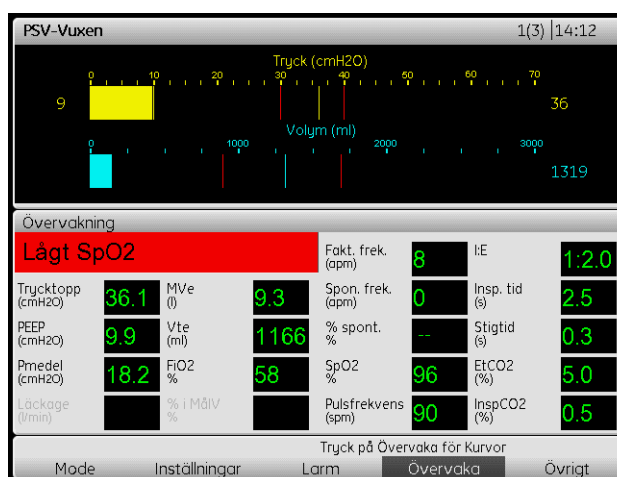 PSV-Vuxen 1(3) 14:12
Tryck (cmH2O)
0 10 20 30 40 50 60 70
9 36
Volym (ml)
0 1000 2000 3000
1319
Övervakning
Lågt SpO2
Fakt. frek. (apm) 8 I:E 1:2.0
Trycktopp (cmH2O) 36.1 MVe (l) 9.3 Spon. frek. (apm) 0 Insp. tid (s) 2.5
PEEP (cmH2O) 9.9 Vte (ml) 1166 % spont. % -- Stigtid (s) 0.3
Pmedel (cmH2O) 18.2 FiO2 % 58 SpO2 % 96 EtCO2 (%) 5.0
Läckage (l/min) % i MålV % Pulsfrekvens (spm) 90 InspCO2 (%) 0.5
Tryck på Övervaka för Kurvor
Mode Inställningar Larm Övervaka Övrigt